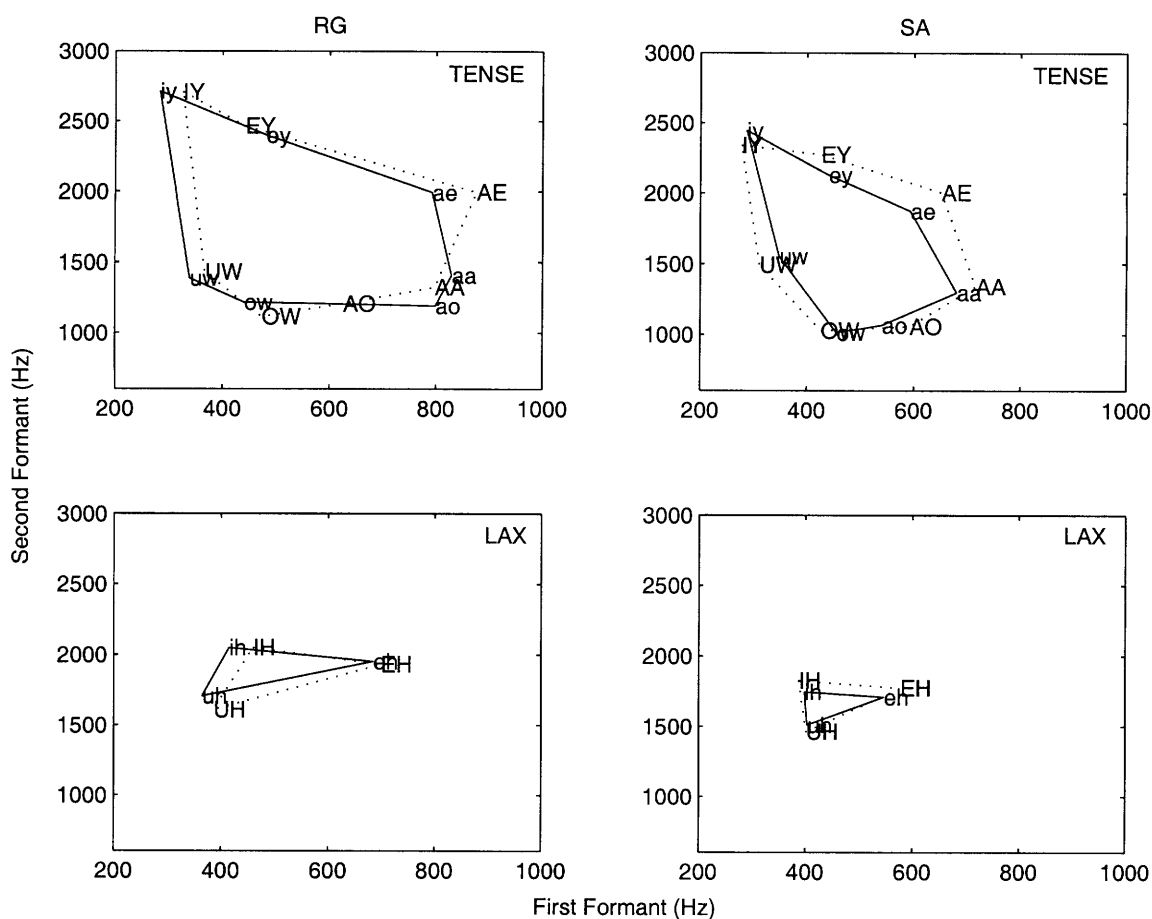 RG
SA
3000
2500
2000
1500
1000
200 400 600 800 1000
TENSE
iy IY
EY
ey
ae AE
aa
AA
ao
AO
ow
OW
uw UW
3000
2500
2000
1500
1000
200 400 600 800 1000
TENSE
iy
IY
EY
ey
AE
ae
aa AA
ao AO
OW
ow
UW uw
Second Formant (Hz)
3000
2500
2000
1500
1000
200 400 600 800 1000
LAX
ih IH
eh EH
uh
UH
3000
2500
2000
1500
1000
200 400 600 800 1000
LAX
IH
ih
EH
eh
uh
UH
First Formant (Hz)